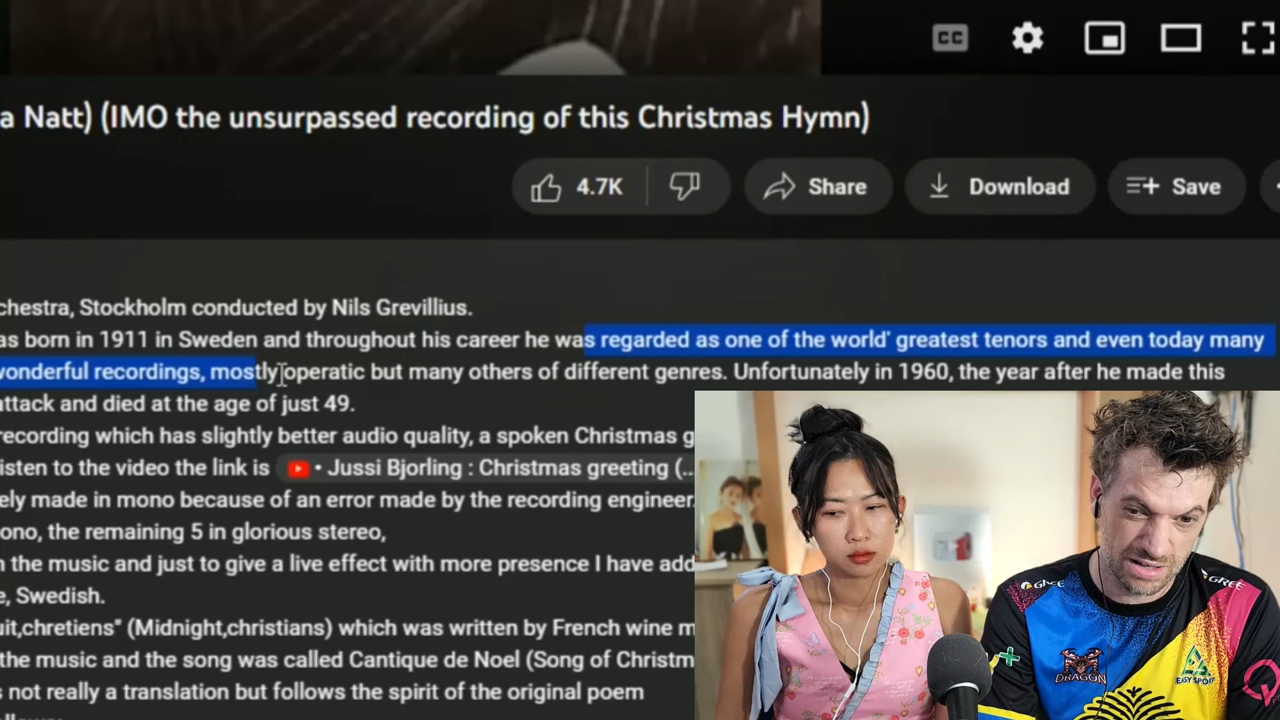 CC
a Natt) (IMO the unsurpassed recording of this Christmas Hymn)
4.7K
Share
Download
Save
chestra, Stockholm conducted by Nils Grevillius.
as born in 1911 in Sweden and throughout his career he was regarded as one of the world' greatest tenors and even today many
wonderful recordings, mostly operatic but many others of different genres. Unfortunately in 1960, the year after he made this
attack and died at the age of just 49.
recording which has slightly better audio quality, a spoken Christmas g
isten to the video the link is • Jussi Bjorling : Christmas greeting (..
ely made in mono because of an error made by the recording engineer.
ono, the remaining 5 in glorious stereo,
n the music and just to give a live effect with more presence I have add
e, Swedish.
uit,chretiens" (Midnight,christians) which was written by French wine m
the music and the song was called Cantique de Noel (Song of Christm
s not really a translation but follows the spirit of the original poem
GREE
GREE
DRAGON
EASY SPORT